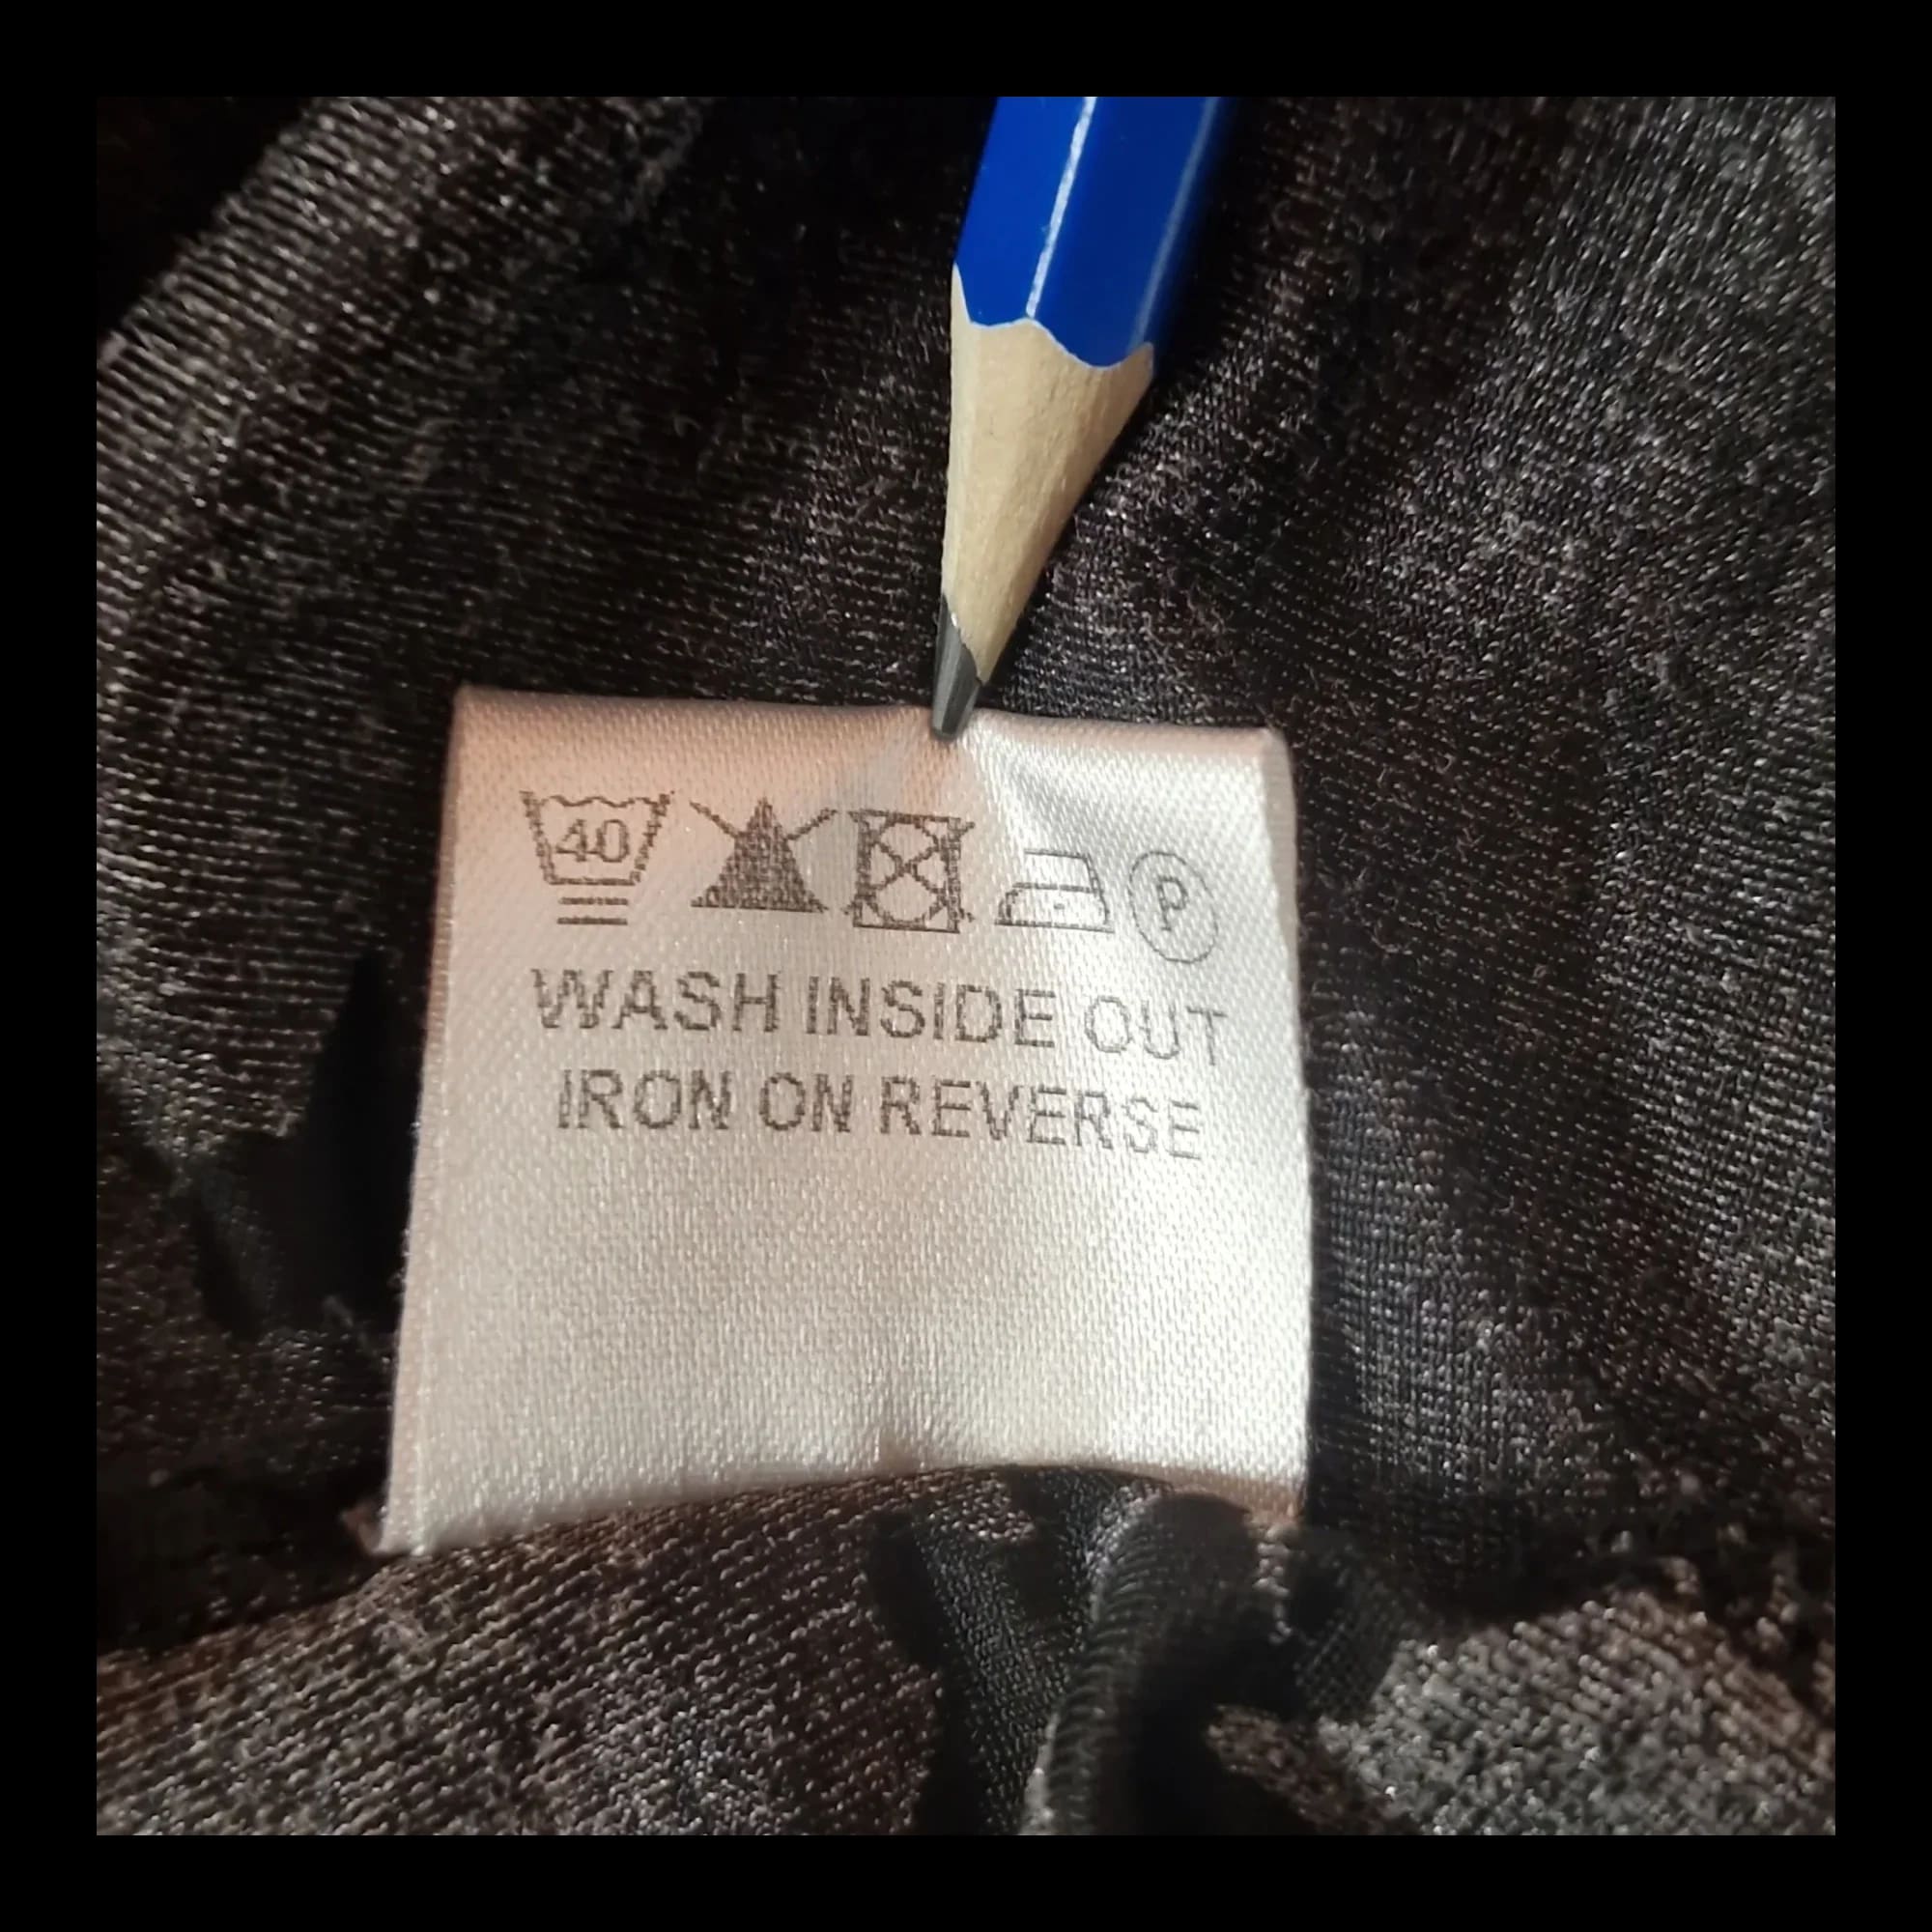 40 P
WASH INSIDE OUT
IRON ON REVERSE